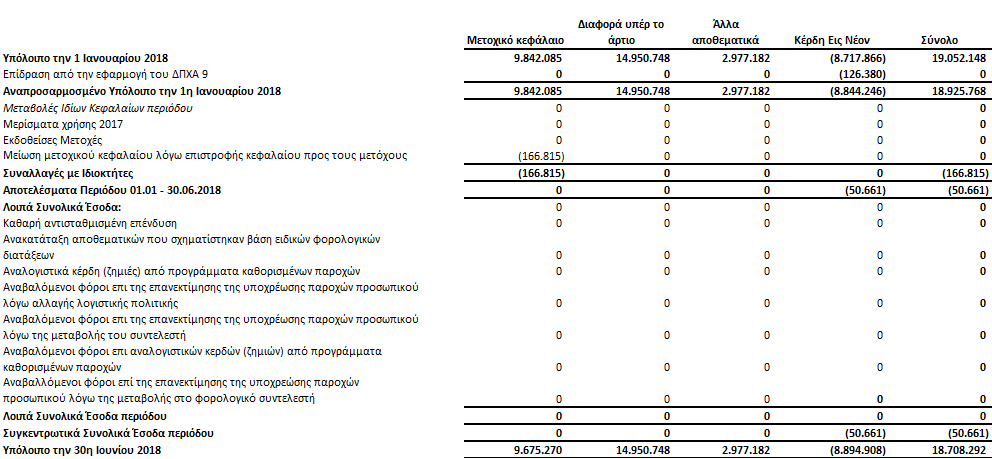 Διαφορά υπέρ το Άλλα
Μετοχικό κεφάλαιο άρτιο αποθεματικά Κέρδη Εις Νέον Σύνολο
Υπόλοιπο την 1 Ιανουαρίου 2018 9.842.085 14.950.748 2.977.182 (8.717.866) 19.052.148
Επίδραση από την εφαρμογή του ΔΠΧΑ 9 0 0 0 (126.380) 0
Αναπροσαρμοσμένο Υπόλοιπο την 1η Ιανουαρίου 2018 9.842.085 14.950.748 2.977.182 (8.844.246) 18.925.768
Μεταβολές Ιδίων Κεφαλαίων περιόδου 0 0 0 0 0
Μερίσματα χρήσης 2017 0 0 0 0 0
Εκδοθείσες Μετοχές 0 0 0 0 0
Μείωση μετοχικού κεφαλαίου λόγω επιστροφής κεφαλαίου προς τους μετόχους (166.815) 0 0 0 0
Συναλλαγές με Ιδιοκτήτες (166.815) 0 0 0 (166.815)
Αποτελέσματα Περιόδου 01.01 - 30.06.2018 0 0 0 (50.661) (50.661)
Λοιπά Συνολικά Έσοδα: 0 0 0 0 0
Καθαρή αντισταθμισμένη επένδυση 0 0 0 0 0
Ανακατάταξη αποθεματικών που σχηματίστηκαν βάση ειδικών φορολογικών
διατάξεων 0 0 0 0 0
Αναλογιστικά κέρδη (ζημιές) από προγράμματα καθορισμένων παροχών 0 0 0 0 0
Αναβαλόμενοι φόροι επι της επανεκτίμησης της υποχρέωσης παροχών προσωπικού
λόγω αλλαγής λογιστικής πολιτικής 0 0 0 0 0
Αναβαλόμενοι φόροι επι της επανεκτίμησης της υποχρέωσης παροχών προσωπικού
λόγω της μεταβολής του συντελεστή 0 0 0 0 0
Αναβαλόμενοι φόροι επι αναλογιστικών κερδών (ζημιών) από προγράμματα
καθορισμένων παροχών 0 0 0 0 0
Αναβαλλόμενοι φόροι επί της επανεκτίμησης της υποχρεώσης παροχών
προσωπικού λόγω της μεταβολής στο φορολογικό συντελεστή 0 0 0 0 0
Λοιπά Συνολικά Έσοδα περιόδου 0 0 0 0 0
Συγκεντρωτικά Συνολικά Έσοδα περιόδου 0 0 0 (50.661) (50.661)
Υπόλοιπο την 30η Ιουνίου 2018 9.675.270 14.950.748 2.977.182 (8.894.908) 18.708.292